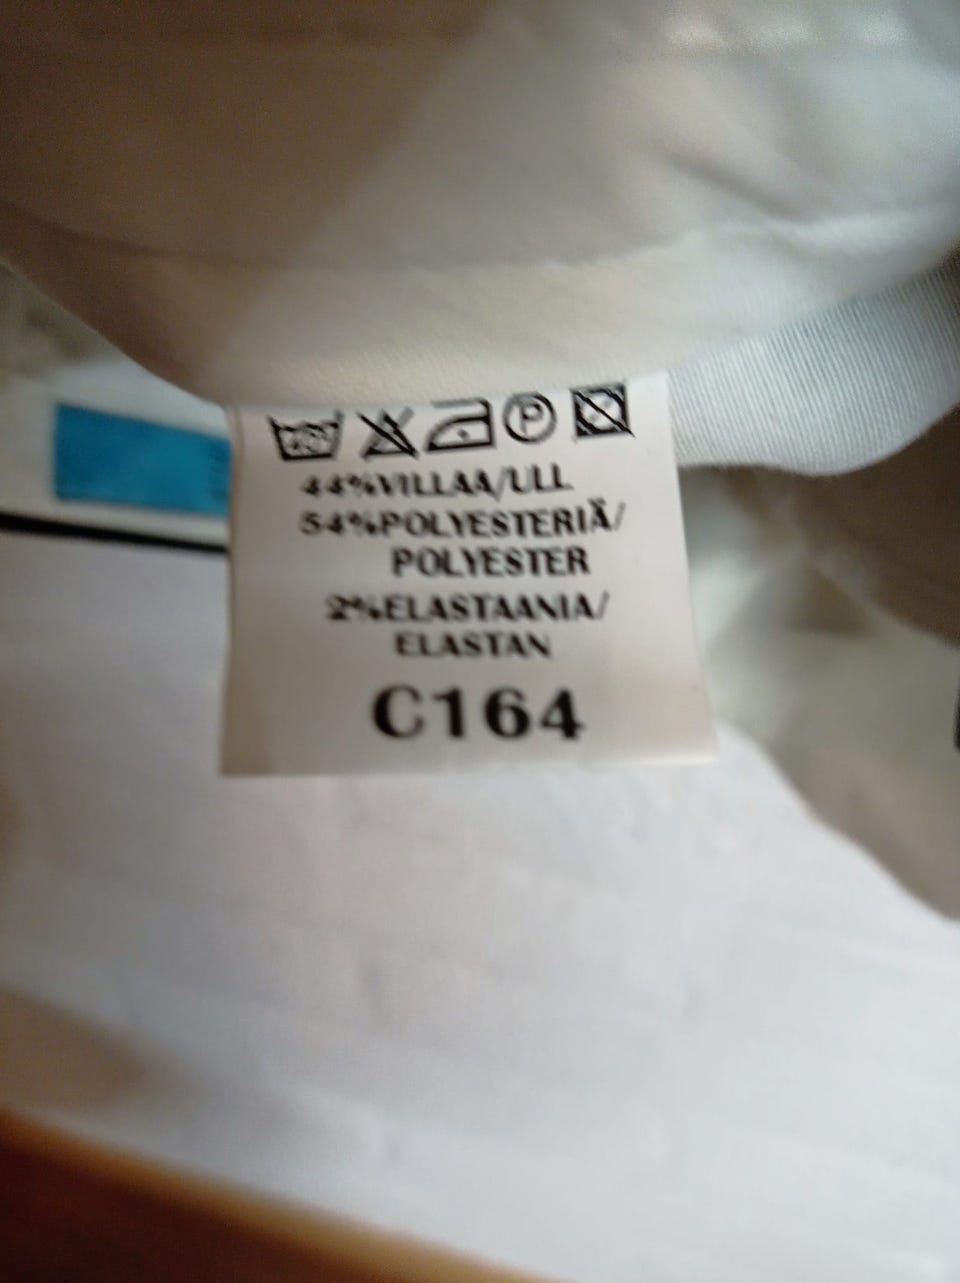 P
44%VILLAA/ULL
54%POLYESTERIÄ/
POLYESTER
2%ELASTAANIA/
ELASTAN
C164